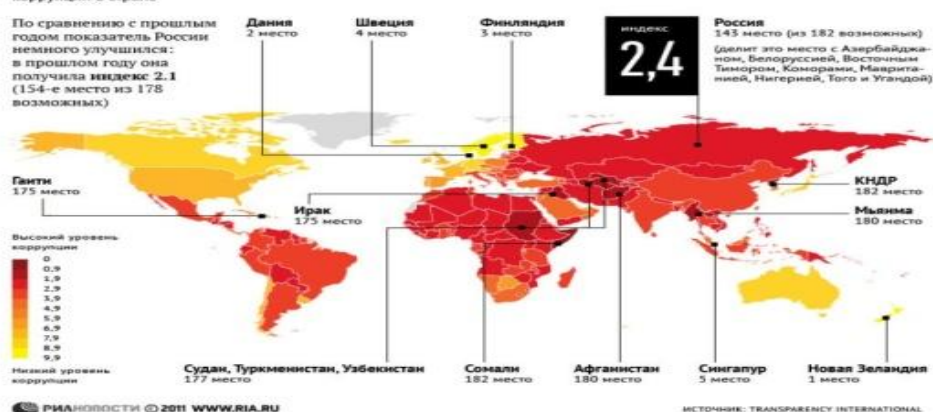 По сравнению с прошлым
годом показатель России
немного улучшился:
в прошлом году она
получила индекс 2.1
(154-е место из 178
возможных)
Дания
2 место
Швеция
4 место
Финляндия
3 место
индекс
2,4
Россия
143 место (из 182 возможных)
(делит это место с Азербайджа-
ном, Белоруссией, Восточным
Тимором, Коморами, Маврита-
нией, Нигерией, Того и Угандой)
Гаити
175 место
Ирак
175 место
КНДР
182 место
Мьянма
180 место
Высокий уровень
коррупции
0
0,9
1,9
2,9
3,9
4,9
5,9
6,9
7,9
8,9
9,9
Низкий уровень
коррупции
Судан, Туркменистан, Узбекистан
177 место
Сомали
182 место
Афганистан
180 место
Сингапур
5 место
Новая Зеландия
1 место
РИАНОВОСТИ © 2011 WWW.RIA.RU
ИСТОЧНИК: TRANSPARENCY INTERNATIONAL